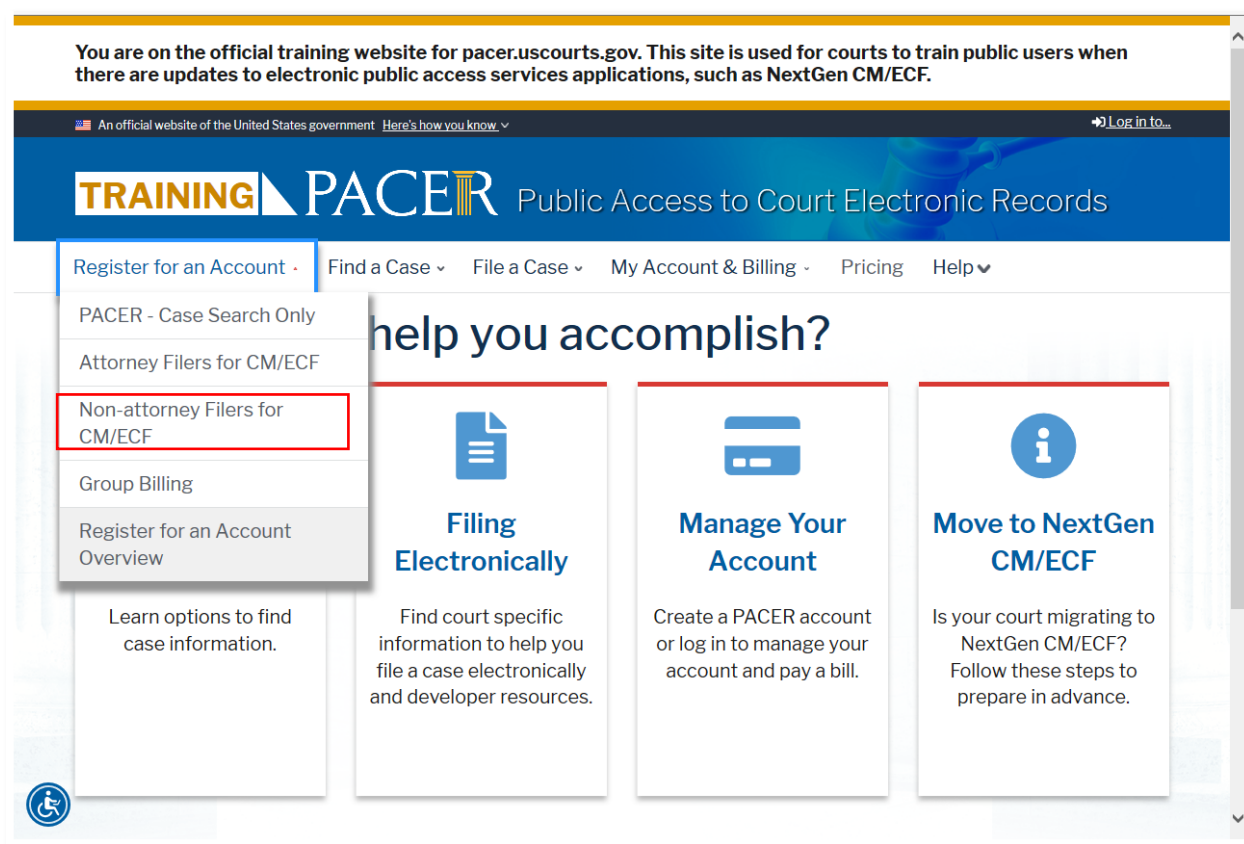 You are on the official training website for pacer.uscourts.gov. This site is used for courts to train public users when
there are updates to electronic public access services applications, such as NextGen CM/ECF.
An official website of the United States government Here's how you know
Log in to...
TRAINING PACER Public Access to Court Electronic Records
Register for an Account Find a Case File a Case My Account & Billing Pricing Help
PACER - Case Search Only
Attorney Filers for CM/ECF
Non-attorney Filers for
CM/ECF
Group Billing
Register for an Account
Overview
help you accomplish?
Learn options to find
case information.
Filing
Electronically
Find court specific
information to help you
file a case electronically
and developer resources.
Manage Your
Account
Create a PACER account
or log in to manage your
account and pay a bill.
Move to NextGen
CM/ECF
Is your court migrating to
NextGen CM/ECF?
Follow these steps to
prepare in advance.